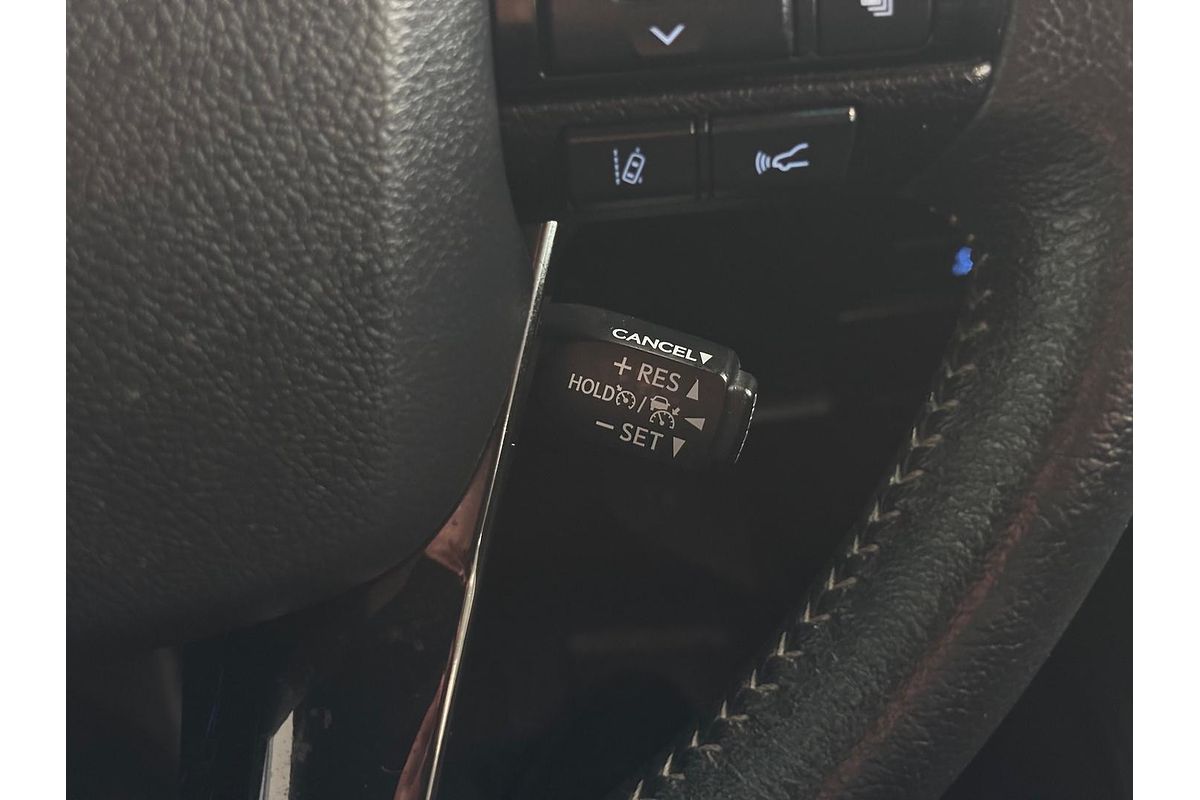 CANCEL▼
+ RES ▲
HOLD /
− SET ▼